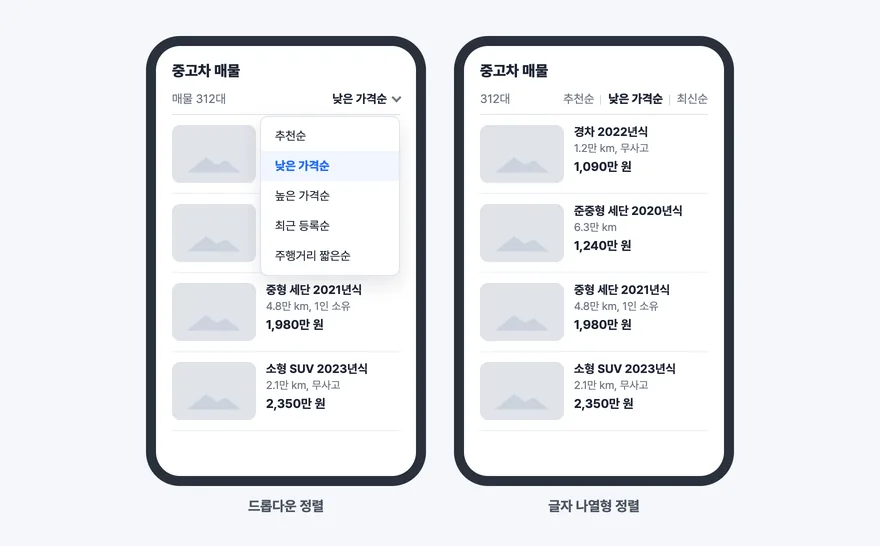 중고차 매물
매물 312대
낮은 가격순
추천순
낮은 가격순
높은 가격순
최근 등록순
주행거리 짧은순
중형 세단 2021년식
4.8만 km, 1인 소유
1,980만 원
소형 SUV 2023년식
2.1만 km, 무사고
2,350만 원
드롭다운 정렬
중고차 매물
312대
추천순 | 낮은 가격순 | 최신순
경차 2022년식
1.2만 km, 무사고
1,090만 원
준중형 세단 2020년식
6.3만 km
1,240만 원
중형 세단 2021년식
4.8만 km, 1인 소유
1,980만 원
소형 SUV 2023년식
2.1만 km, 무사고
2,350만 원
글자 나열형 정렬